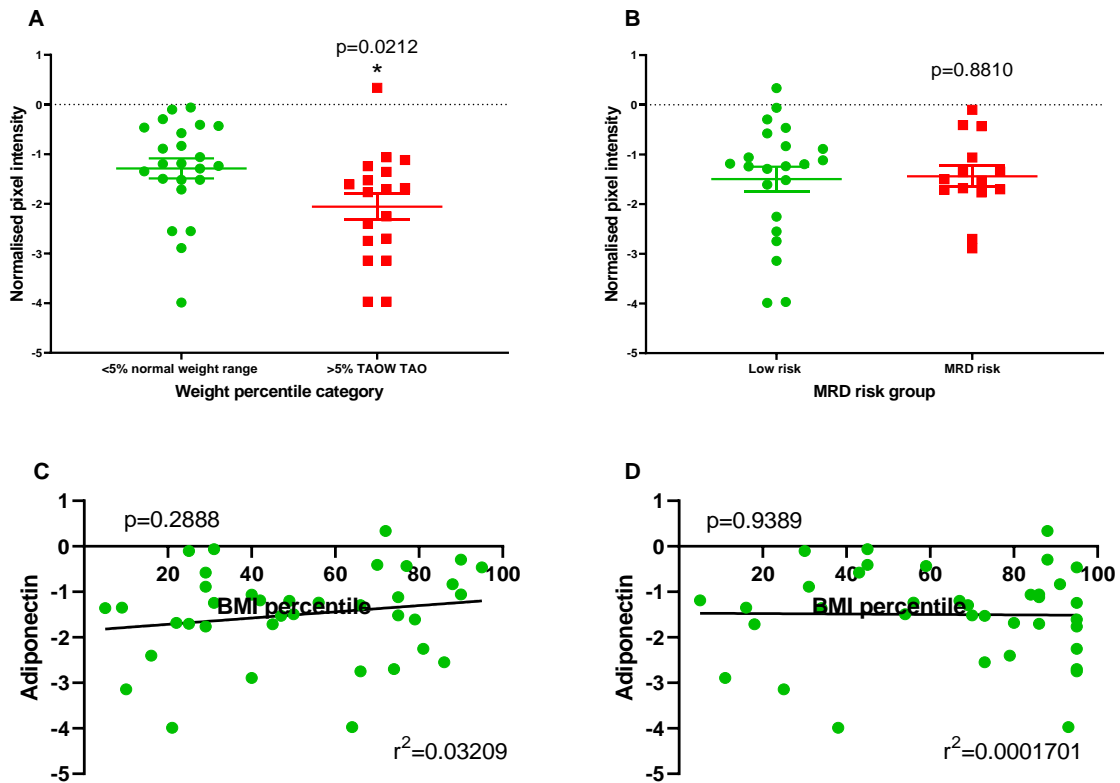 A
p=0.0212
*
1
0
-1
-2
-3
-4
-5
Normalised pixel intensity
<5% normal weight range
>5% TAOW TAO
Weight percentile category
B
p=0.8810
1
0
-1
-2
-3
-4
-5
Normalised pixel intensity
Low risk
MRD risk
MRD risk group
C
p=0.2888
1
0
-1
-2
-3
-4
-5
Adiponectin
20 40 60 80 100
BMI percentile
r²=0.03209
D
p=0.9389
1
0
-1
-2
-3
-4
-5
Adiponectin
20 40 60 80 100
BMI percentile
r²=0.0001701